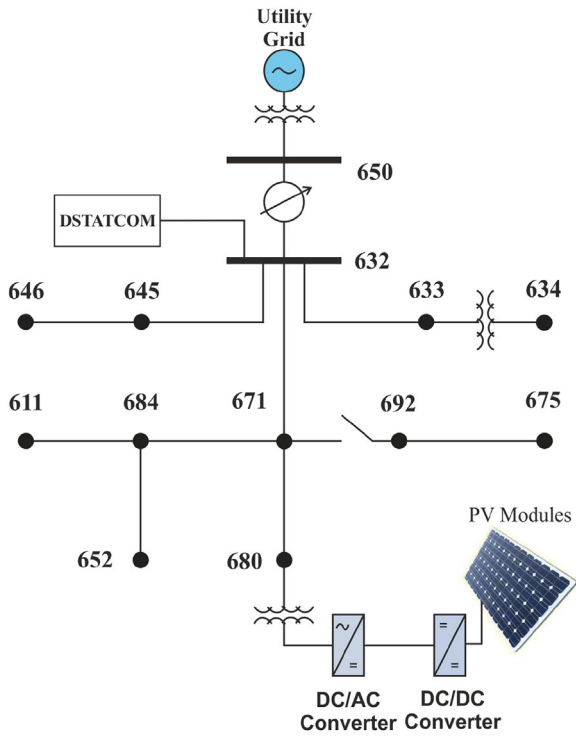 Utility
Grid
650
DSTATCOM
632
646
645
633
634
611
684
671
692
675
PV Modules
652
680
DC/AC
Converter
DC/DC
Converter